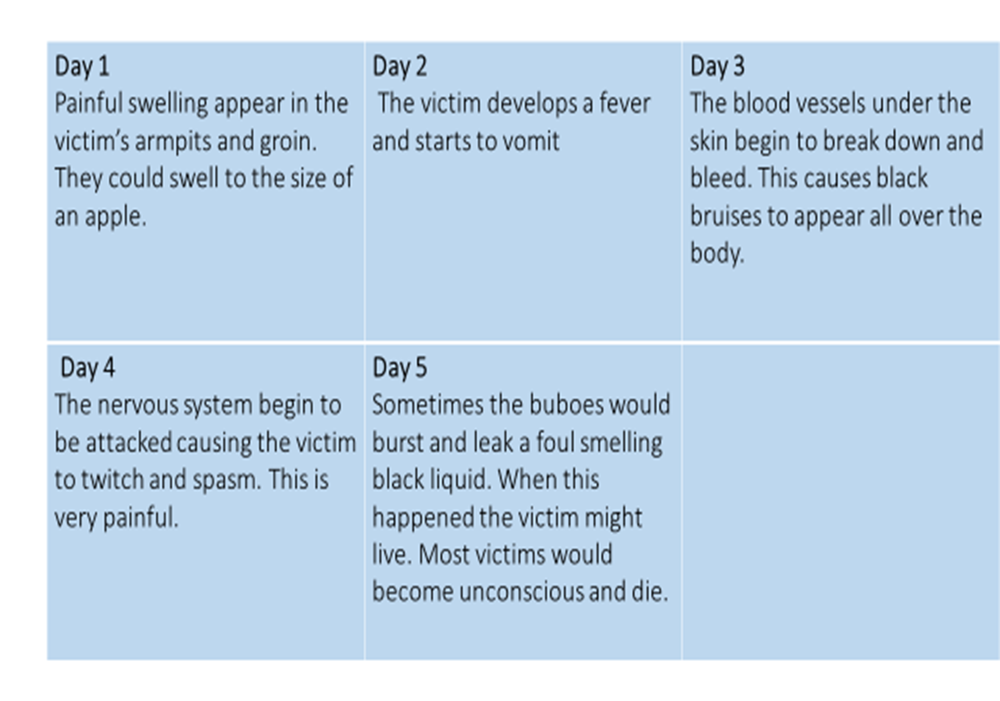 Day 1
Painful swelling appear in the
victim's armpits and groin.
They could swell to the size of
an apple.
Day 2
The victim develops a fever
and starts to vomit
Day 3
The blood vessels under the
skin begin to break down and
bleed. This causes black
bruises to appear all over the
body.
Day 4
The nervous system begin to
be attacked causing the victim
to twitch and spasm. This is
very painful.
Day 5
Sometimes the buboes would
burst and leak a foul smelling
black liquid. When this
happened the victim might
live. Most victims would
become unconscious and die.